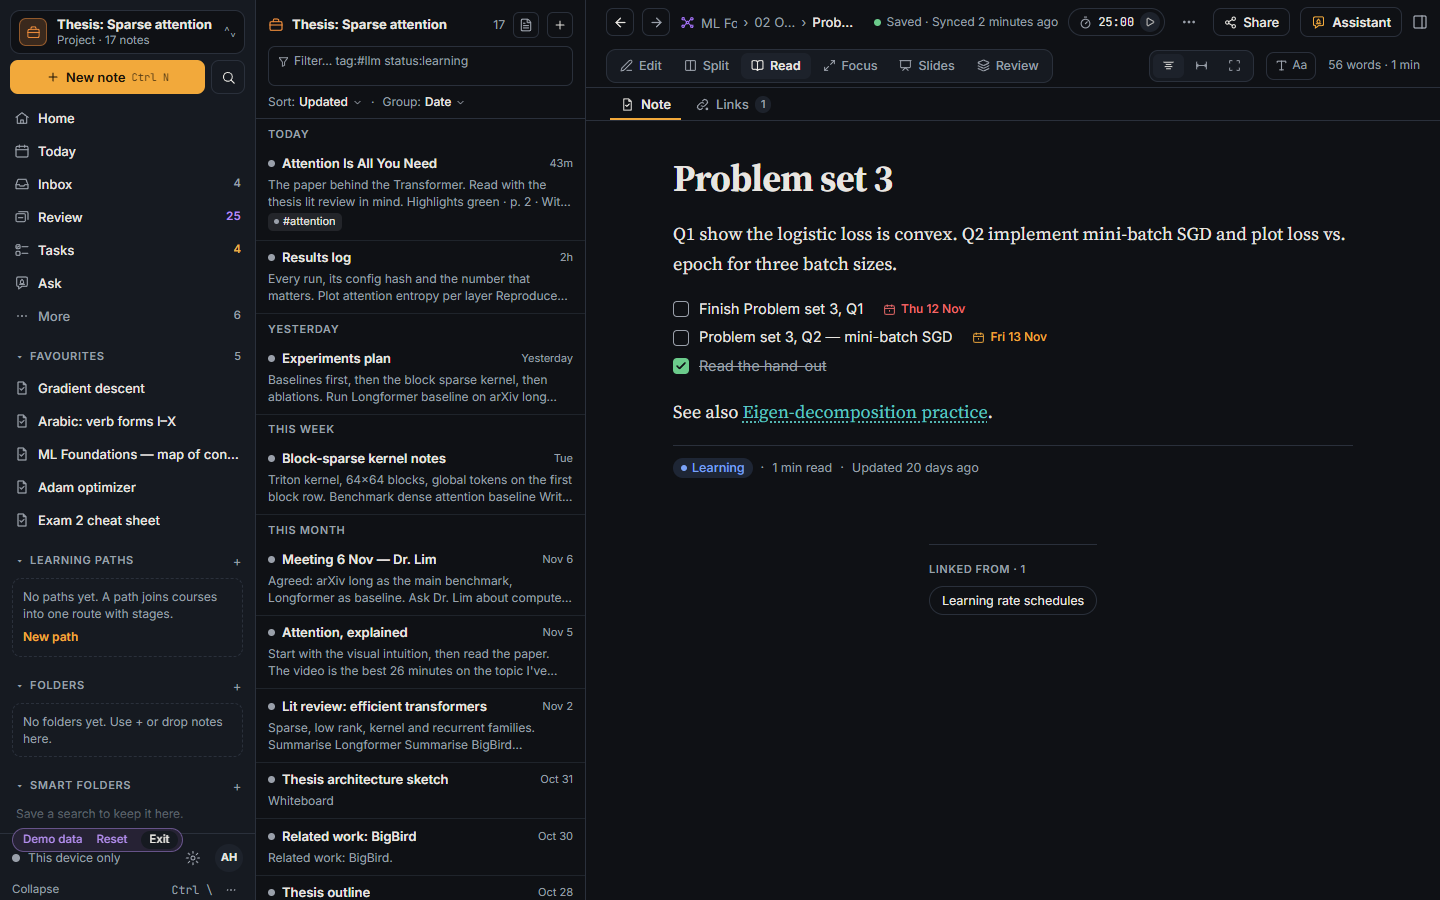 Thesis: Sparse attention
Project · 17 notes
New note Ctrl N
Home
Today
Inbox 4
Review 25
Tasks 4
Ask
More 6
FAVOURITES 5
Gradient descent
Arabic: verb forms I–X
ML Foundations — map of con...
Adam optimizer
Exam 2 cheat sheet
LEARNING PATHS +
No paths yet. A path joins courses
into one route with stages.
New path
FOLDERS +
No folders yet. Use + or drop notes
here.
SMART FOLDERS +
Save a search to keep it here.
Demo data Reset Exit
This device only AH
Collapse Ctrl \
Thesis: Sparse attention 17
Filter... tag:#llm status:learning
Sort: Updated · Group: Date
TODAY
Attention Is All You Need 43m
The paper behind the Transformer. Read with the
thesis lit review in mind. Highlights green · p. 2 · Wit...
#attention
Results log 2h
Every run, its config hash and the number that
matters. Plot attention entropy per layer Reproduce...
YESTERDAY
Experiments plan Yesterday
Baselines first, then the block sparse kernel, then
ablations. Run Longformer baseline on arXiv long...
THIS WEEK
Block-sparse kernel notes Tue
Triton kernel, 64×64 blocks, global tokens on the first
block row. Benchmark dense attention baseline Writ...
THIS MONTH
Meeting 6 Nov — Dr. Lim Nov 6
Agreed: arXiv long as the main benchmark,
Longformer as baseline. Ask Dr. Lim about compute...
Attention, explained Nov 5
Start with the visual intuition, then read the paper.
The video is the best 26 minutes on the topic I've...
Lit review: efficient transformers Nov 2
Sparse, low rank, kernel and recurrent families.
Summarise Longformer Summarise BigBird...
Thesis architecture sketch Oct 31
Whiteboard
Related work: BigBird Oct 30
Related work: BigBird.
Thesis outline Oct 28
ML Fo › 02 O... › Prob...
Saved · Synced 2 minutes ago
25:00
Share
Assistant
Edit Split Read Focus Slides Review
Aa
56 words · 1 min
Note Links 1
Problem set 3
Q1 show the logistic loss is convex. Q2 implement mini-batch SGD and plot loss vs.
epoch for three batch sizes.
Finish Problem set 3, Q1 Thu 12 Nov
Problem set 3, Q2 — mini-batch SGD Fri 13 Nov
Read the hand-out
See also Eigen-decomposition practice.
Learning · 1 min read · Updated 20 days ago
LINKED FROM · 1
Learning rate schedules